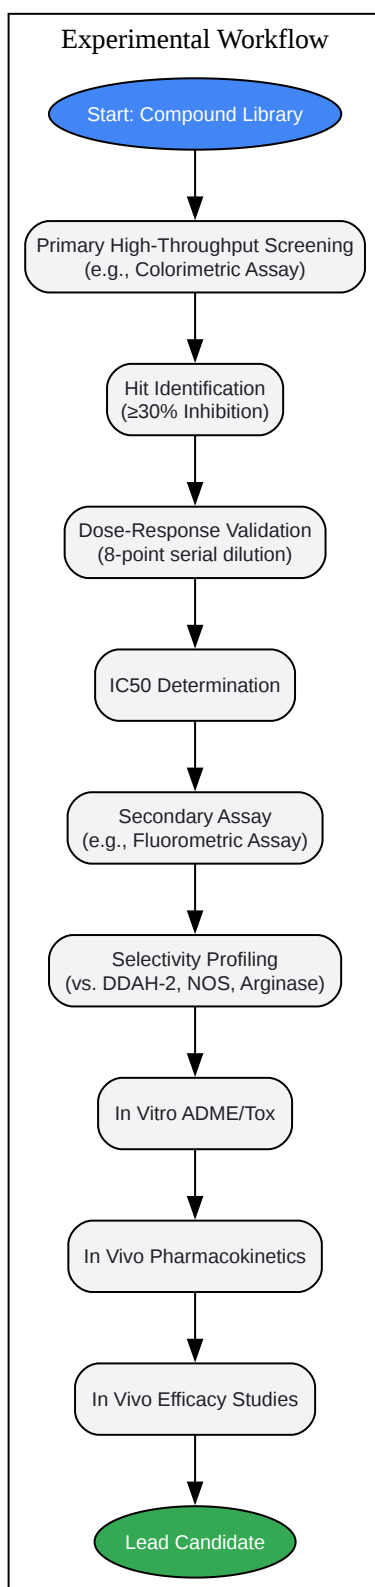 Experimental Workflow
Start: Compound Library
Primary High-Throughput Screening
(e.g., Colorimetric Assay)
Hit Identification
(≥30% Inhibition)
Dose-Response Validation
(8-point serial dilution)
IC50 Determination
Secondary Assay
(e.g., Fluorometric Assay)
Selectivity Profiling
(vs. DDAH-2, NOS, Arginase)
In Vitro ADME/Tox
In Vivo Pharmacokinetics
In Vivo Efficacy Studies
Lead Candidate